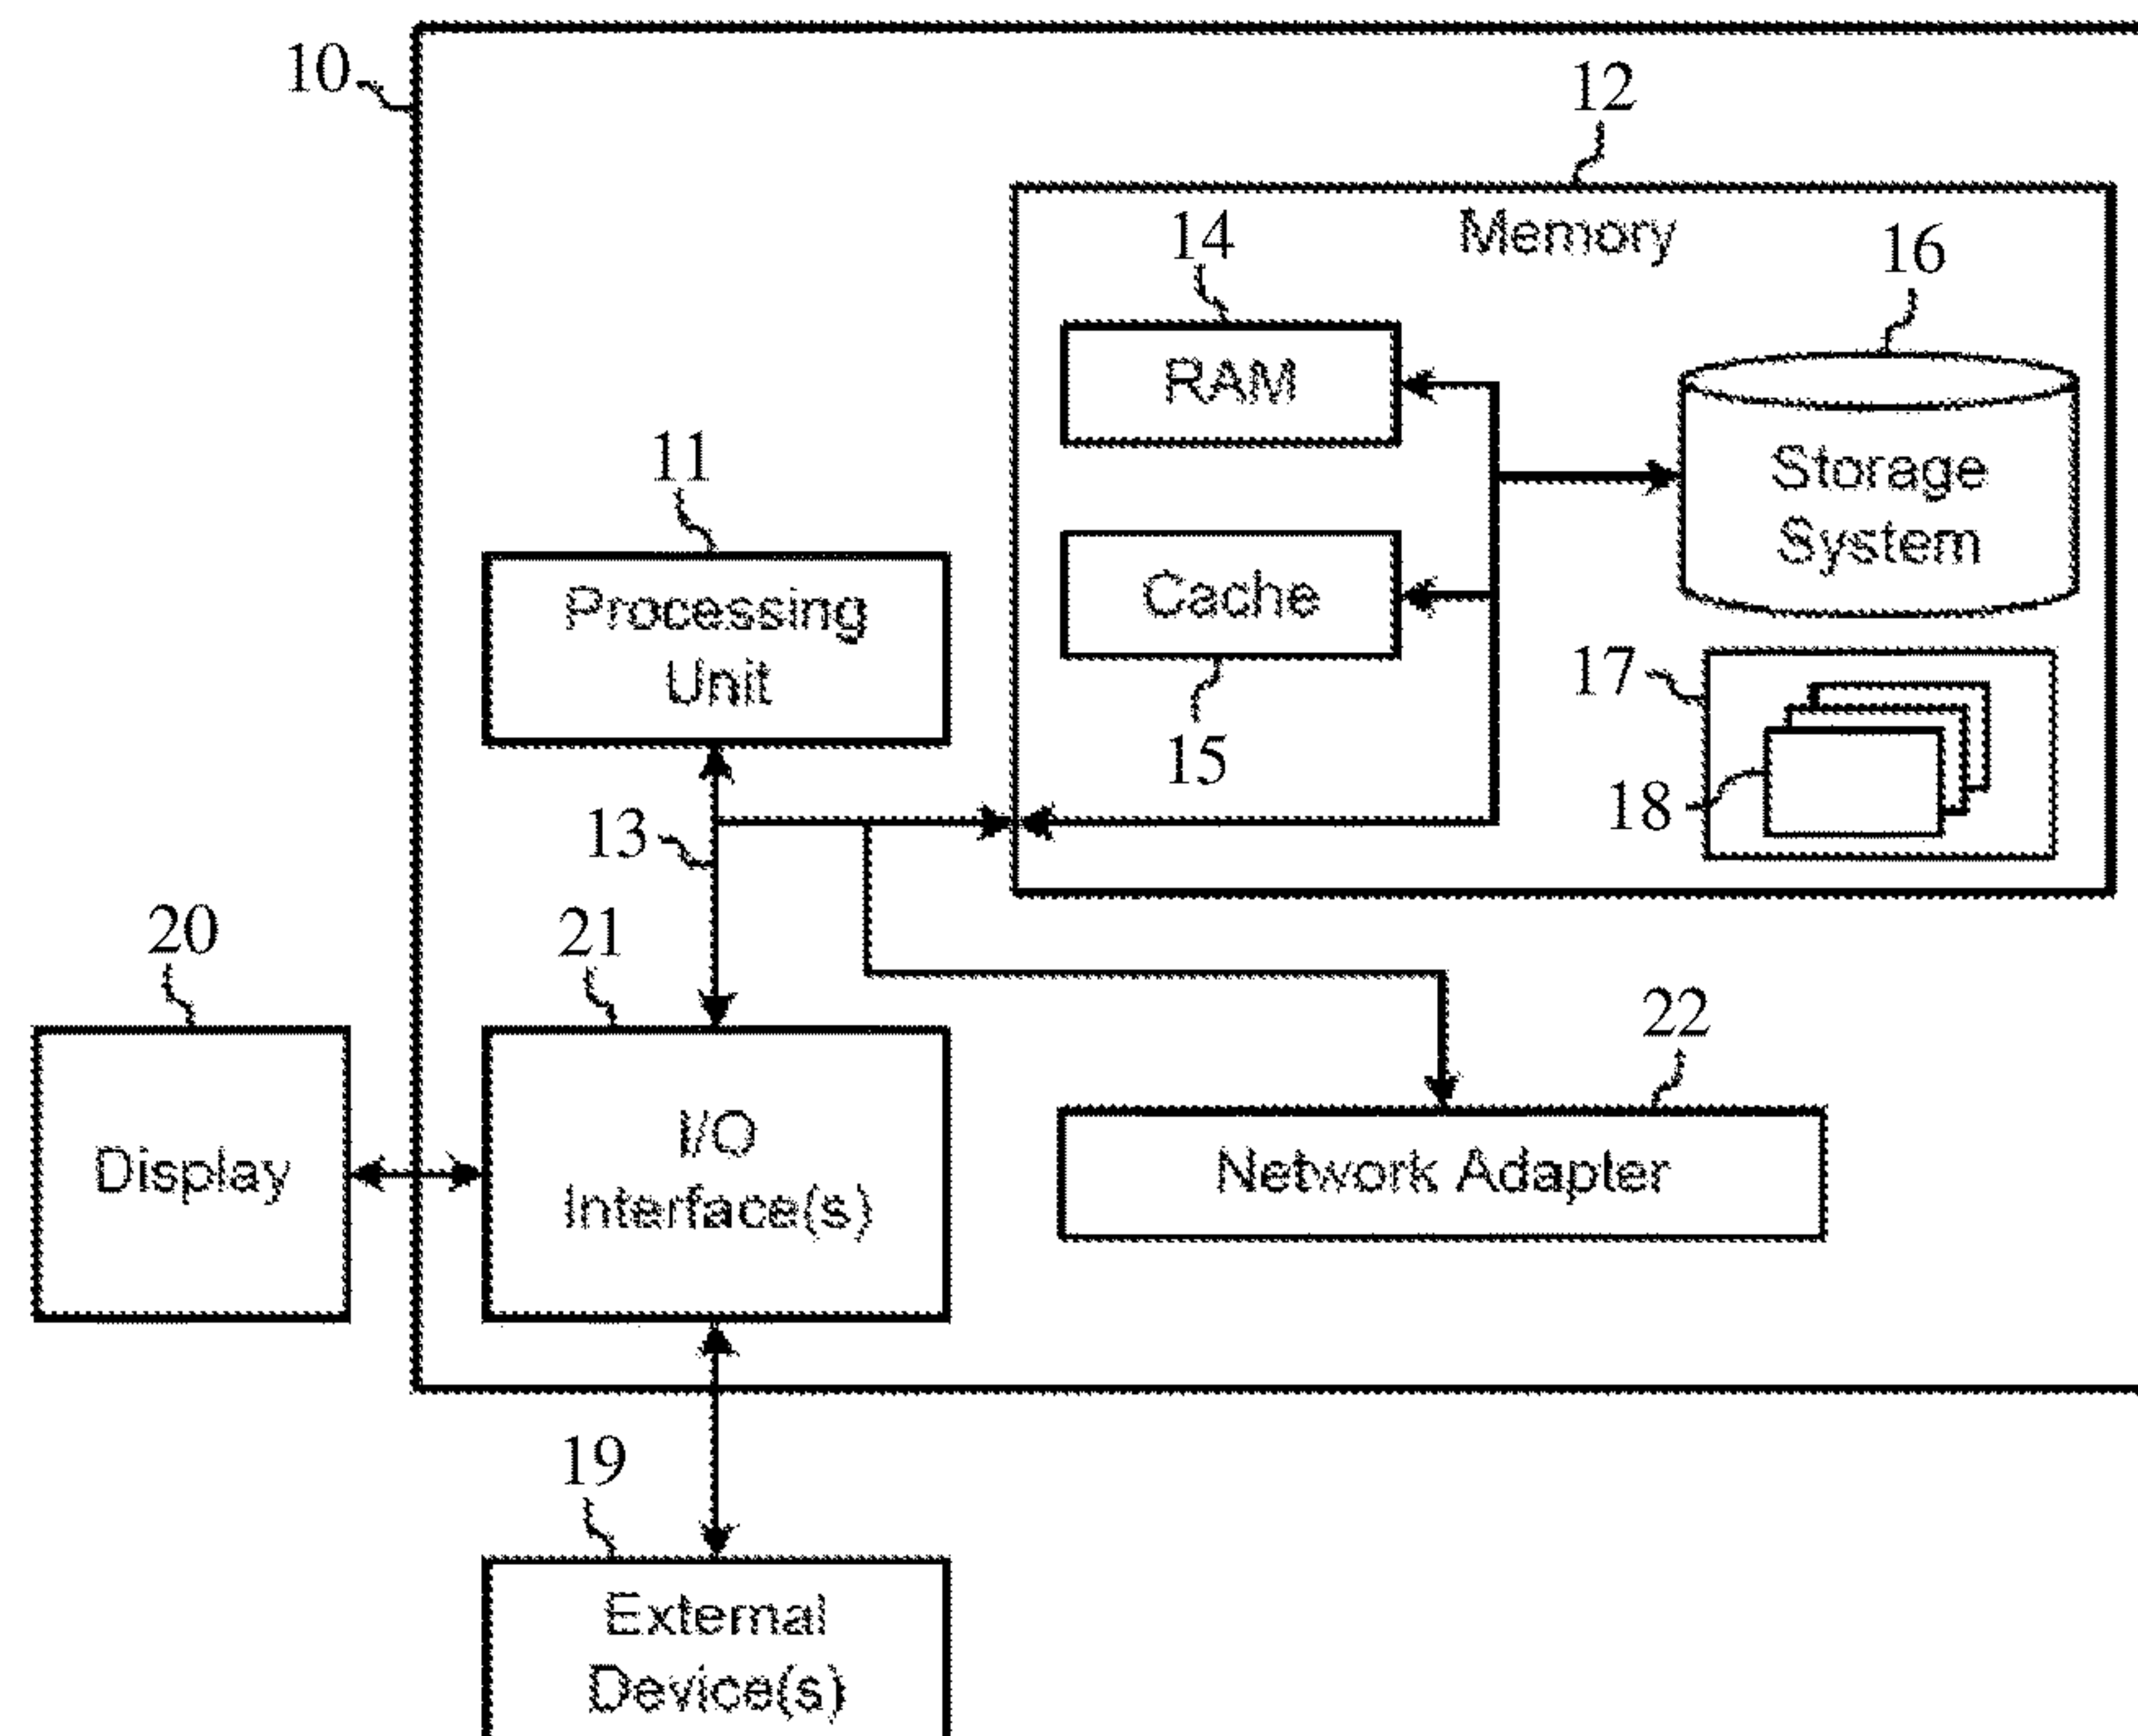 10
12
Memory
14
16
RAM
Storage
System
11
Processing
Unit
Cache
15
17
18
13
20
21
22
Display
I/O
Interface(s)
Network Adapter
19
External
Device(s)